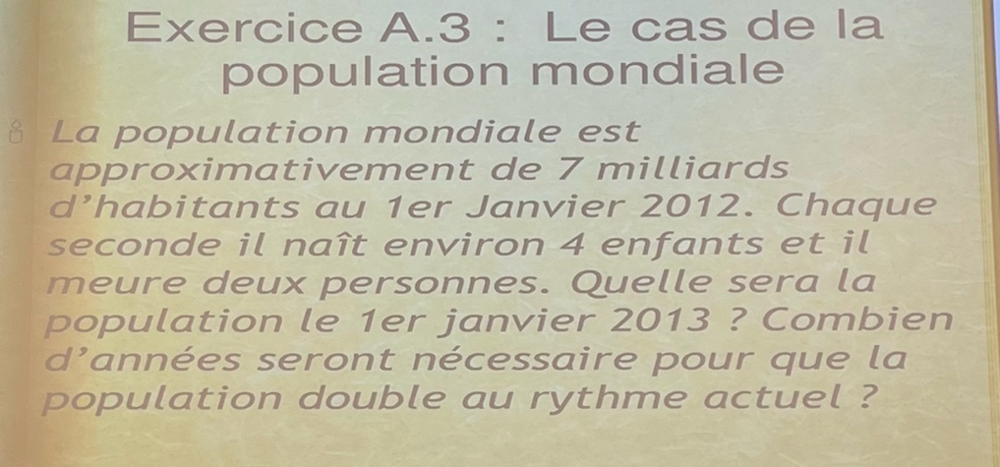 Exercice A.3 : Le cas de la
population mondiale
La population mondiale est
approximativement de 7 milliards
d'habitants au 1er Janvier 2012. Chaque
seconde il naît environ 4 enfants et il
meure deux personnes. Quelle sera la
population le 1er janvier 2013 ? Combien
d'années seront nécessaire pour que la
population double au rythme actuel ?